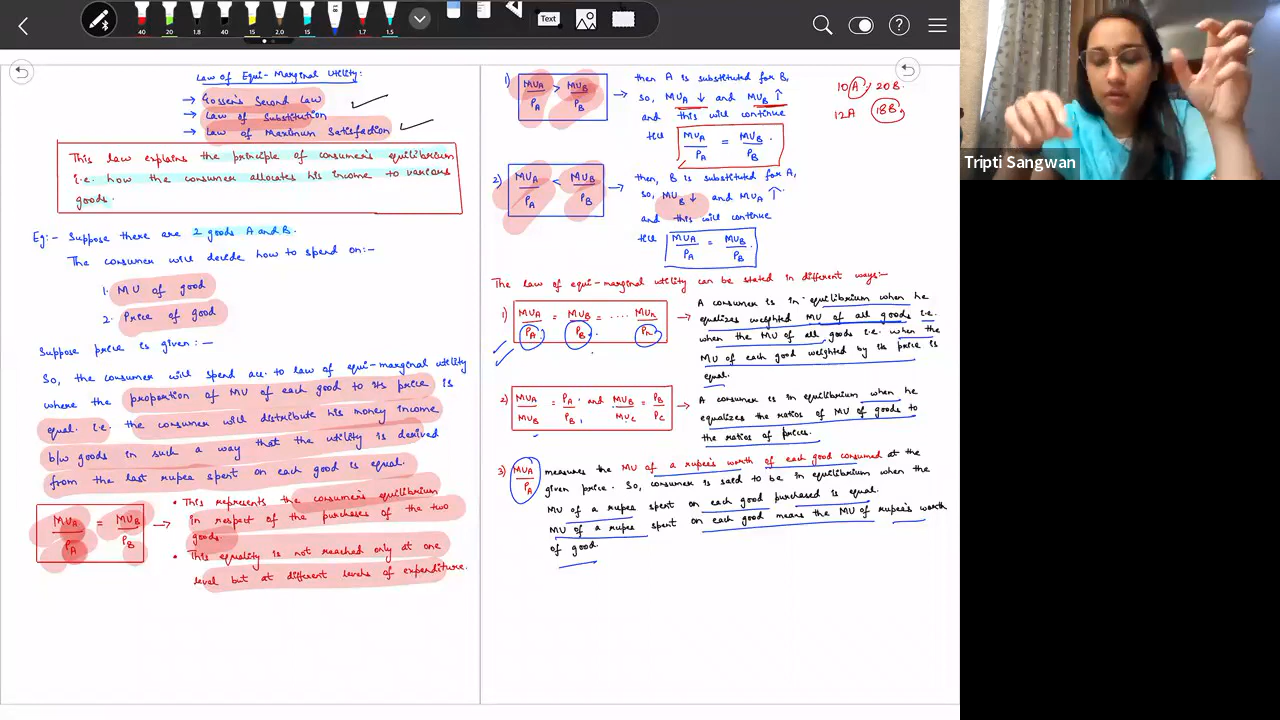 40
20
1.8
40
15
2.0
15
1.8
1.7
1.5
Text
?
Law of Equi-Marginal Utility:
→ Gossen's Second Law
→ Law of Substitution
→ Law of Maximum Satisfaction
This law explains the principle of consumer's equilibrium
i.e. how the consumer allocates his income to various
goods.
Eg:- Suppose there are 2 goods A and B.
The consumer will decide how to spend on:-
1. MU of good
2. Price of good
Suppose price is given:-
So, the consumer will spend acc. to law of equi-marginal utility
where the proportion of MU of each good to its price is
equal. i.e. the consumer will distribute his money income
b/w goods in such a way that the utility is derived
from the last rupee spent on each good is equal.
MUA/PA = MUB/PB →
• This represents the consumer's equilibrium
in respect of the purchases of the two
goods.
• This equality is not reached only at one
level but at different levels of expenditure.
1) MUA/PA > MUB/PB → then A is substituted for B,
so, MUA ↓ and MUB ↑
and this will continue
till MUA/PA = MUB/PB.
2) MUA/PA < MUB/PB → then, B is substituted for A,
so, MUB ↓ and MUA ↑.
and this will continue
till MUA/PA = MUB/PB.
10A, 20B.
12A 18B,
The law of equi-marginal utility can be stated in different ways:-
1) MUA/PA = MUB/PB = .... MUn/Pn → A consumer is in equilibrium when he
equalizes weighted MU of all goods i.e.
when the MU of all goods i.e. when the
MU of each good weighted by its price is
equal.
2) MUA/MUB = PA/PB, and MUB/MUC = PB/PC → A consumer is in equilibrium when he
equalizes the ratios of MU of goods to
the ratios of prices.
3) MUA/PA measures the MU of a rupee's worth of each good consumed at the
given price. So, consumer is said to be in equilibrium when the
MU of a rupee spent on each good purchased is equal.
MU of a rupee spent on each good means the MU of rupee's worth
of good.
Tripti Sangwan